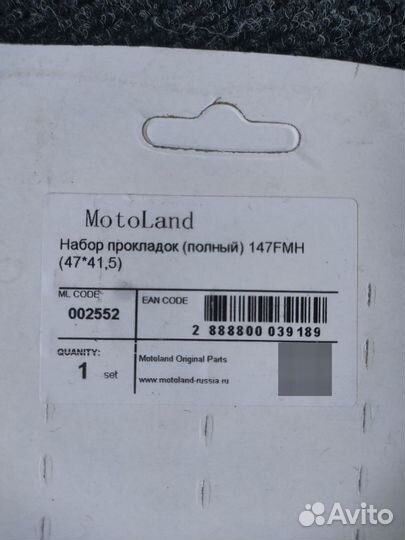 MotoLand
Набор прокладок (полный) 147FMH
(47*41,5)
ML CODE
002552
EAN CODE
2 888800 039189
QUANITY:
1 set
Motoland Original Parts
www.motoland-russia.ru
Avito